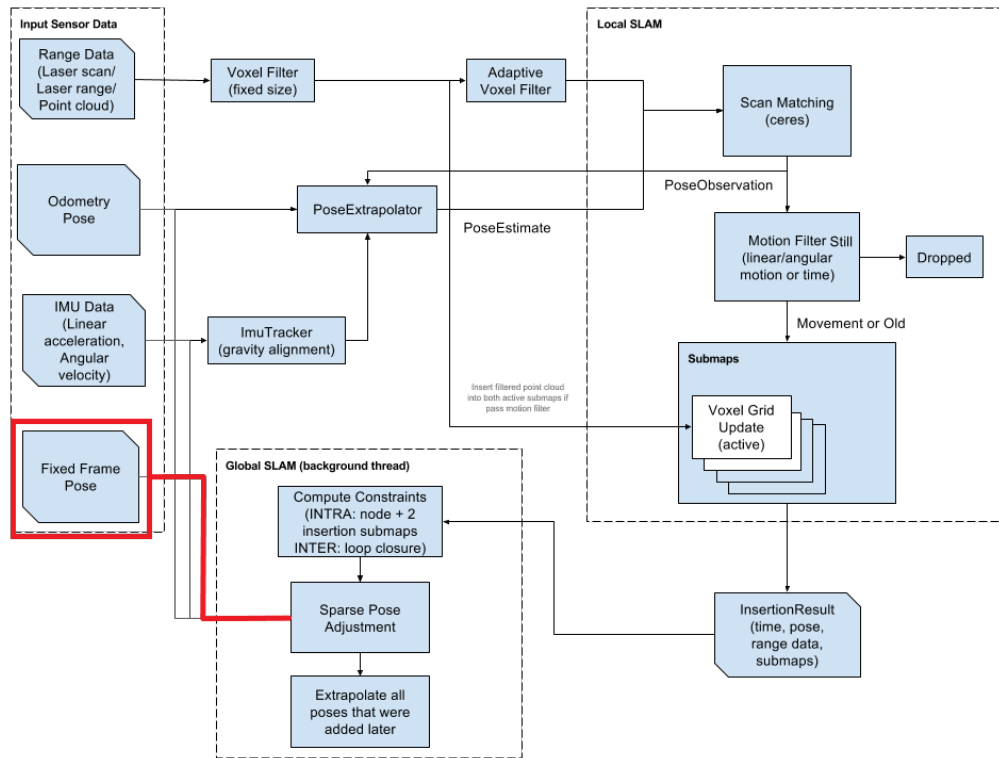 Input Sensor Data
Range Data
(Laser scan/
Laser range/
Point cloud)
Voxel Filter
(fixed size)
Adaptive
Voxel Filter
Local SLAM
Scan Matching
(ceres)
PoseObservation
Odometry
Pose
PoseExtrapolator
PoseEstimate
Motion Filter Still
(linear/angular
motion or time)
Dropped
IMU Data
(Linear
acceleration,
Angular
velocity)
ImuTracker
(gravity alignment)
Movement or Old
Submaps
Insert filtered point cloud
into both active submaps if
pass motion filter
Voxel Grid
Update
(active)
Fixed Frame
Pose
Global SLAM (background thread)
Compute Constraints
(INTRA: node + 2
insertion submaps
INTER: loop closure)
Sparse Pose
Adjustment
Extrapolate all
poses that were
added later
InsertionResult
(time, pose,
range data,
submaps)